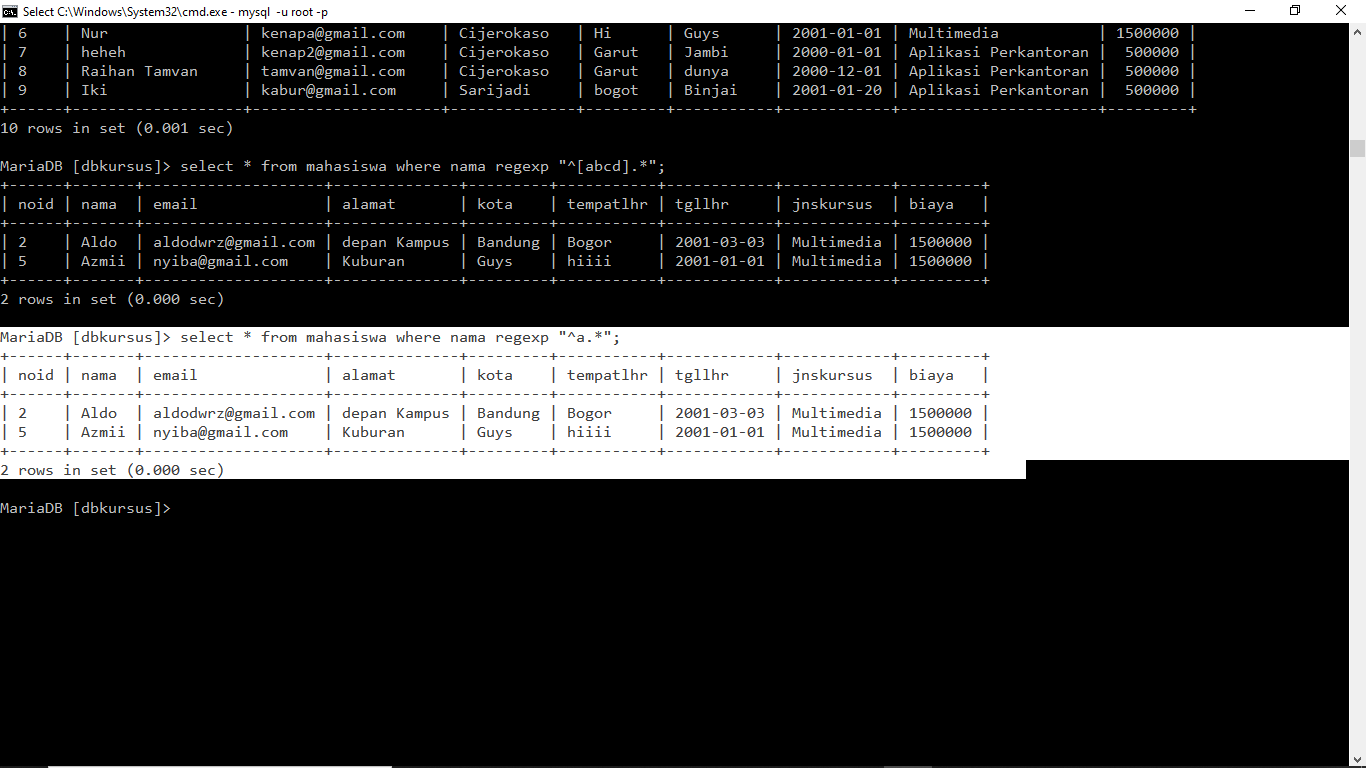 Select C:\Windows\System32\cmd.exe - mysql -u root -p
| 6    | Nur               | kenapa@gmail.com    | Cijerokaso   | Hi      | Guys      | 2001-01-01 | Multimedia           | 1500000 |
| 7    | heheh             | kenap2@gmail.com    | Cijerokaso   | Garut   | Jambi     | 2000-01-01 | Aplikasi Perkantoran |  500000 |
| 8    | Raihan Tamvan     | tamvan@gmail.com    | Cijerokaso   | Garut   | dunya     | 2000-12-01 | Aplikasi Perkantoran |  500000 |
| 9    | Iki               | kabur@gmail.com     | Sarijadi     | bogot   | Binjai    | 2001-01-20 | Aplikasi Perkantoran |  500000 |
+------+-------------------+---------------------+--------------+---------+-----------+------------+----------------------+---------+
10 rows in set (0.001 sec)
MariaDB [dbkursus]> select * from mahasiswa where nama regexp "^[abcd].*";
+------+-------+--------------------+--------------+---------+-----------+------------+------------+---------+
| noid | nama  | email              | alamat       | kota    | tempatlhr | tgllhr     | jnskursus  | biaya   |
+------+-------+--------------------+--------------+---------+-----------+------------+------------+---------+
| 2    | Aldo  | aldodwrz@gmail.com | depan Kampus | Bandung | Bogor     | 2001-03-03 | Multimedia | 1500000 |
| 5    | Azmii | nyiba@gmail.com    | Kuburan      | Guys    | hiiii     | 2001-01-01 | Multimedia | 1500000 |
+------+-------+--------------------+--------------+---------+-----------+------------+------------+---------+
2 rows in set (0.000 sec)
MariaDB [dbkursus]> select * from mahasiswa where nama regexp "^a.*";
+------+-------+--------------------+--------------+---------+-----------+------------+------------+---------+
| noid | nama  | email              | alamat       | kota    | tempatlhr | tgllhr     | jnskursus  | biaya   |
+------+-------+--------------------+--------------+---------+-----------+------------+------------+---------+
| 2    | Aldo  | aldodwrz@gmail.com | depan Kampus | Bandung | Bogor     | 2001-03-03 | Multimedia | 1500000 |
| 5    | Azmii | nyiba@gmail.com    | Kuburan      | Guys    | hiiii     | 2001-01-01 | Multimedia | 1500000 |
+------+-------+--------------------+--------------+---------+-----------+------------+------------+---------+
2 rows in set (0.000 sec)
MariaDB [dbkursus]>